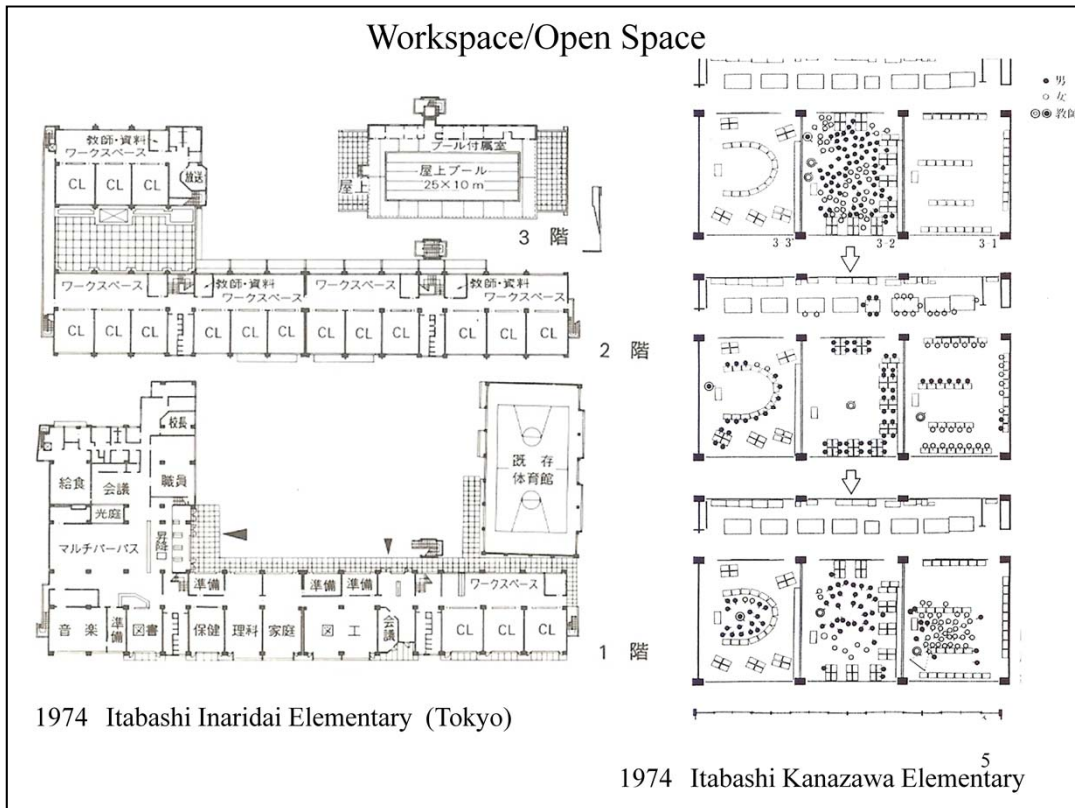 Workspace/Open Space
教師・資料
ワークスペース
CL CL CL
放送
プール付属室
屋上プール
25×10m
屋上
3 階
ワークスペース
教師・資料
ワークスペース
ワークスペース
教師・資料
ワークスペース
CL CL CL CL CL CL CL CL CL CL CL CL
2 階
校長
給食
会議
職員
光庭
マルチパーパス
昇降
既存
体育館
準備
準備
準備
ワークスペース
音楽
準備
図書
保健
理科
家庭
図工
会議
CL CL CL
1 階
1974 Itabashi Inaridai Elementary (Tokyo)
男
女
教師
3-3
3-2
3-1
5
1974 Itabashi Kanazawa Elementary